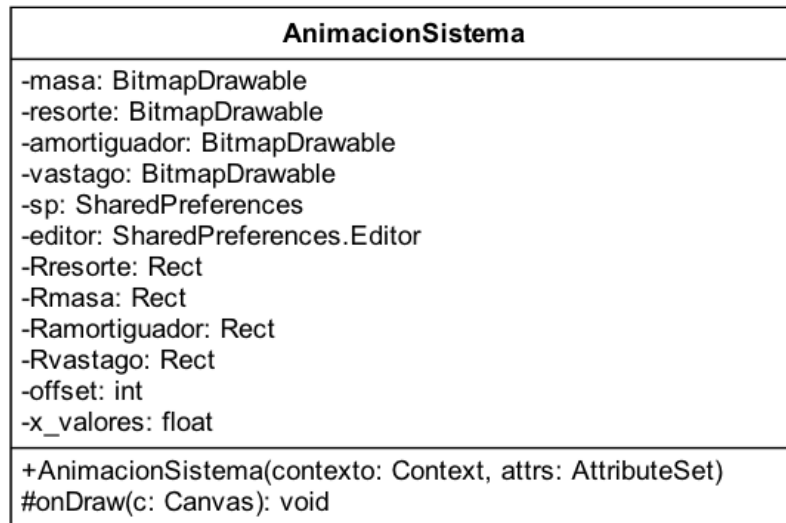 AnimacionSistema
-masa: BitmapDrawable
-resorte: BitmapDrawable
-amortiguador: BitmapDrawable
-vastago: BitmapDrawable
-sp: SharedPreferences
-editor: SharedPreferences.Editor
-Rresorte: Rect
-Rmasa: Rect
-Ramortiguador: Rect
-Rvastago: Rect
-offset: int
-x_valores: float
+AnimacionSistema(contexto: Context, attrs: AttributeSet)
#onDraw(c: Canvas): void